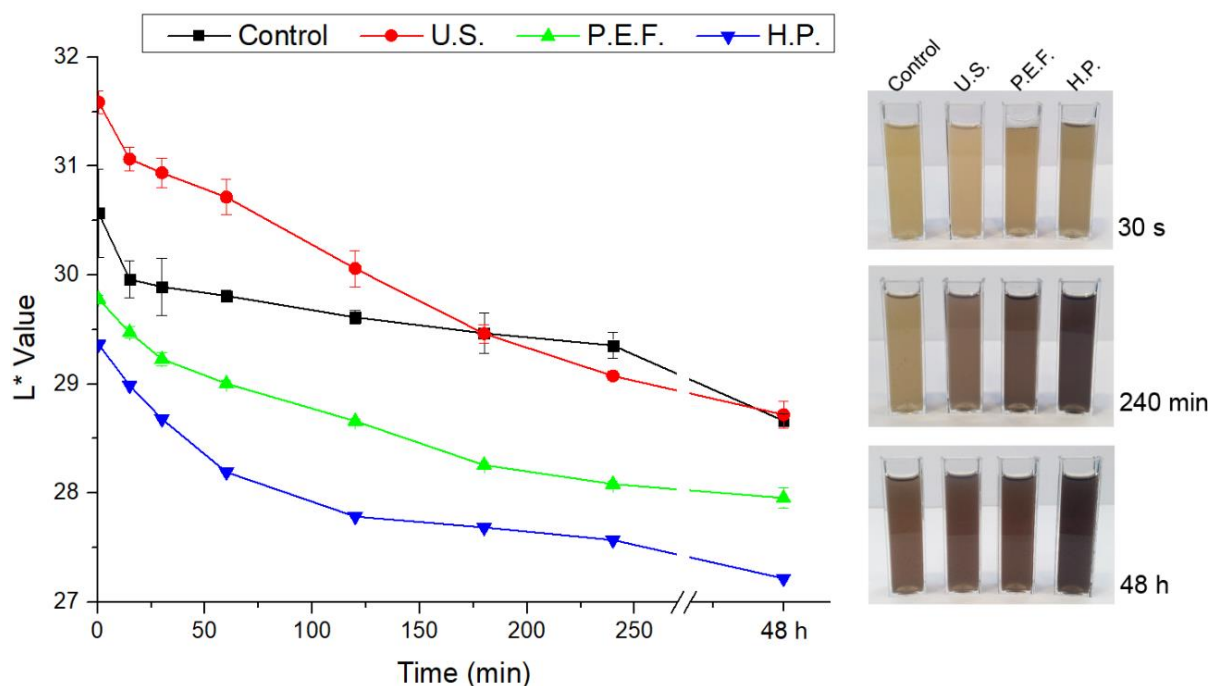 Control U.S. P.E.F. H.P.
L* Value
32
31
30
29
28
27
0 50 100 150 200 250 48 h
Time (min)
Control U.S. P.E.F. H.P.
30 s
240 min
48 h